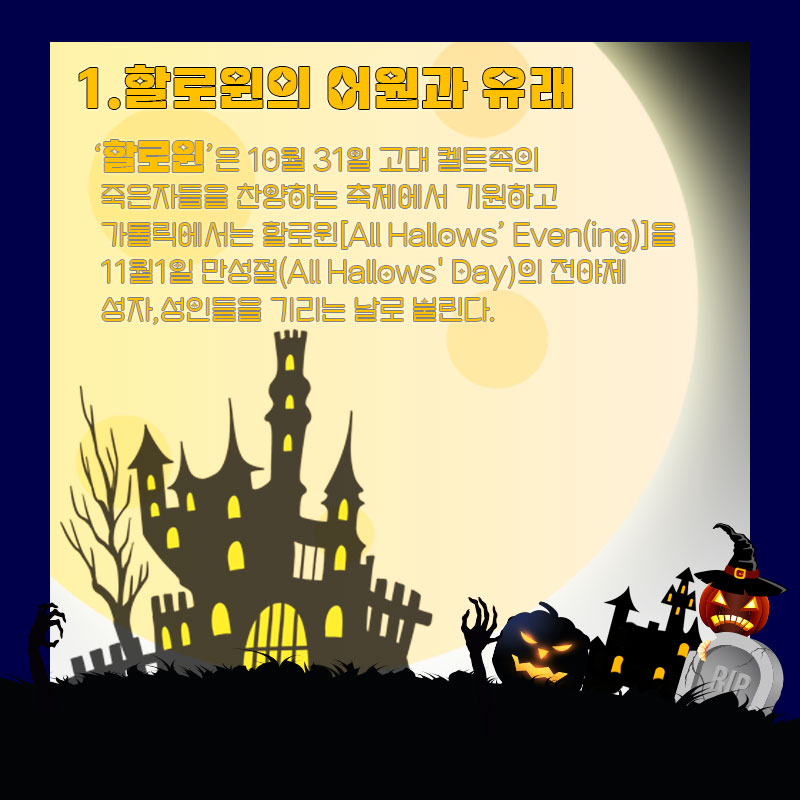 1.할로윈의 어원과 유래
‘할로윈’은 10월 31일 고대 켈트족의
죽은자들을 찬양하는 축제에서 기원하고
가톨릭에서는 할로윈[All Hallows’ Even(ing)]을
11월1일 만성절(All Hallows' Day)의 전야제
성자,성인들을 기리는 날로 불린다.
RIP